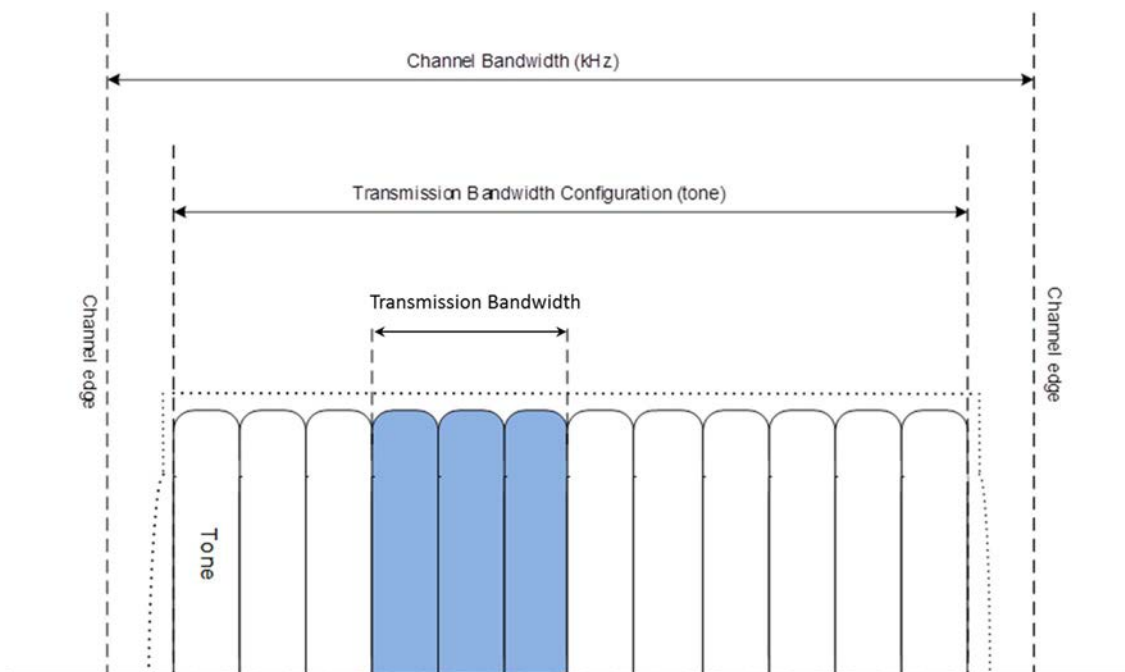 Channel Bandwidth (kHz)
Transmission Bandwidth Configuration (tone)
Transmission Bandwidth
Channel edge
Channel edge
Tone